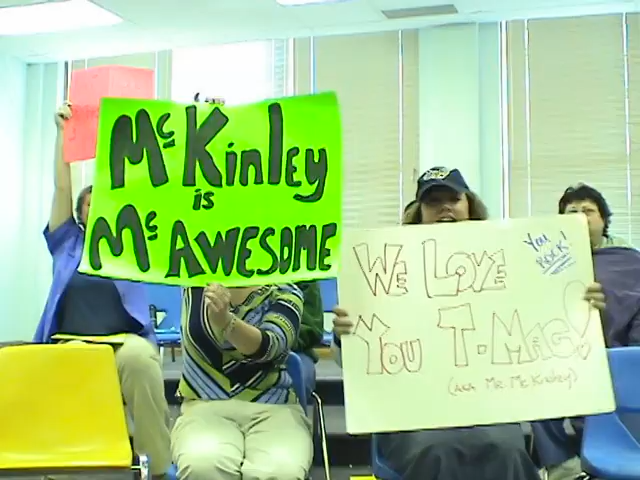 McKinley
is
McAWESOME
WE LOVE
YOU ROCK!
YOU T-MAC!
(AKA MR. McKinley)